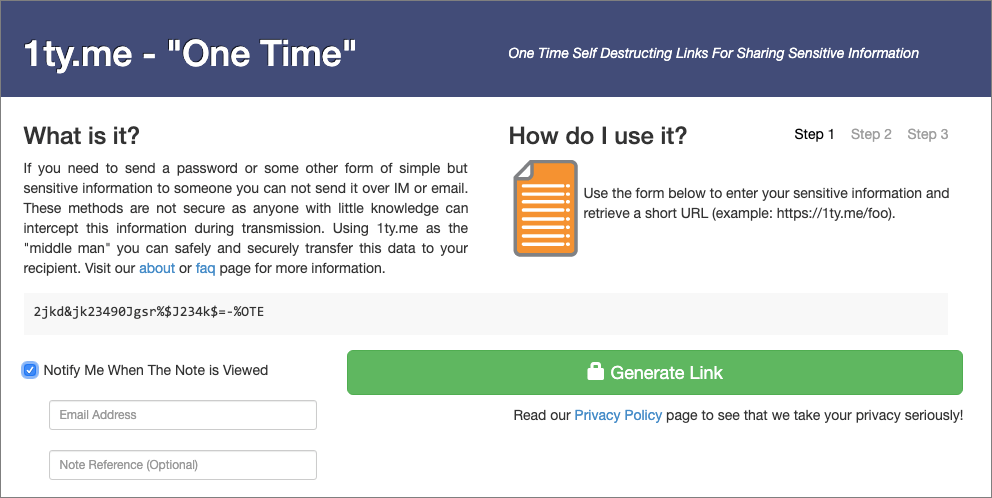 1ty.me - "One Time"
One Time Self Destructing Links For Sharing Sensitive Information
What is it?
If you need to send a password or some other form of simple but
sensitive information to someone you can not send it over IM or email.
These methods are not secure as anyone with little knowledge can
intercept this information during transmission. Using 1ty.me as the
"middle man" you can safely and securely transfer this data to your
recipient. Visit our about or faq page for more information.
How do I use it?
Step 1 Step 2 Step 3
Use the form below to enter your sensitive information and
retrieve a short URL (example: https://1ty.me/foo).
2jkd&jk23490Jgsr%$J234k$=-%OTE
Notify Me When The Note is Viewed
Email Address
Note Reference (Optional)
Generate Link
Read our Privacy Policy page to see that we take your privacy seriously!